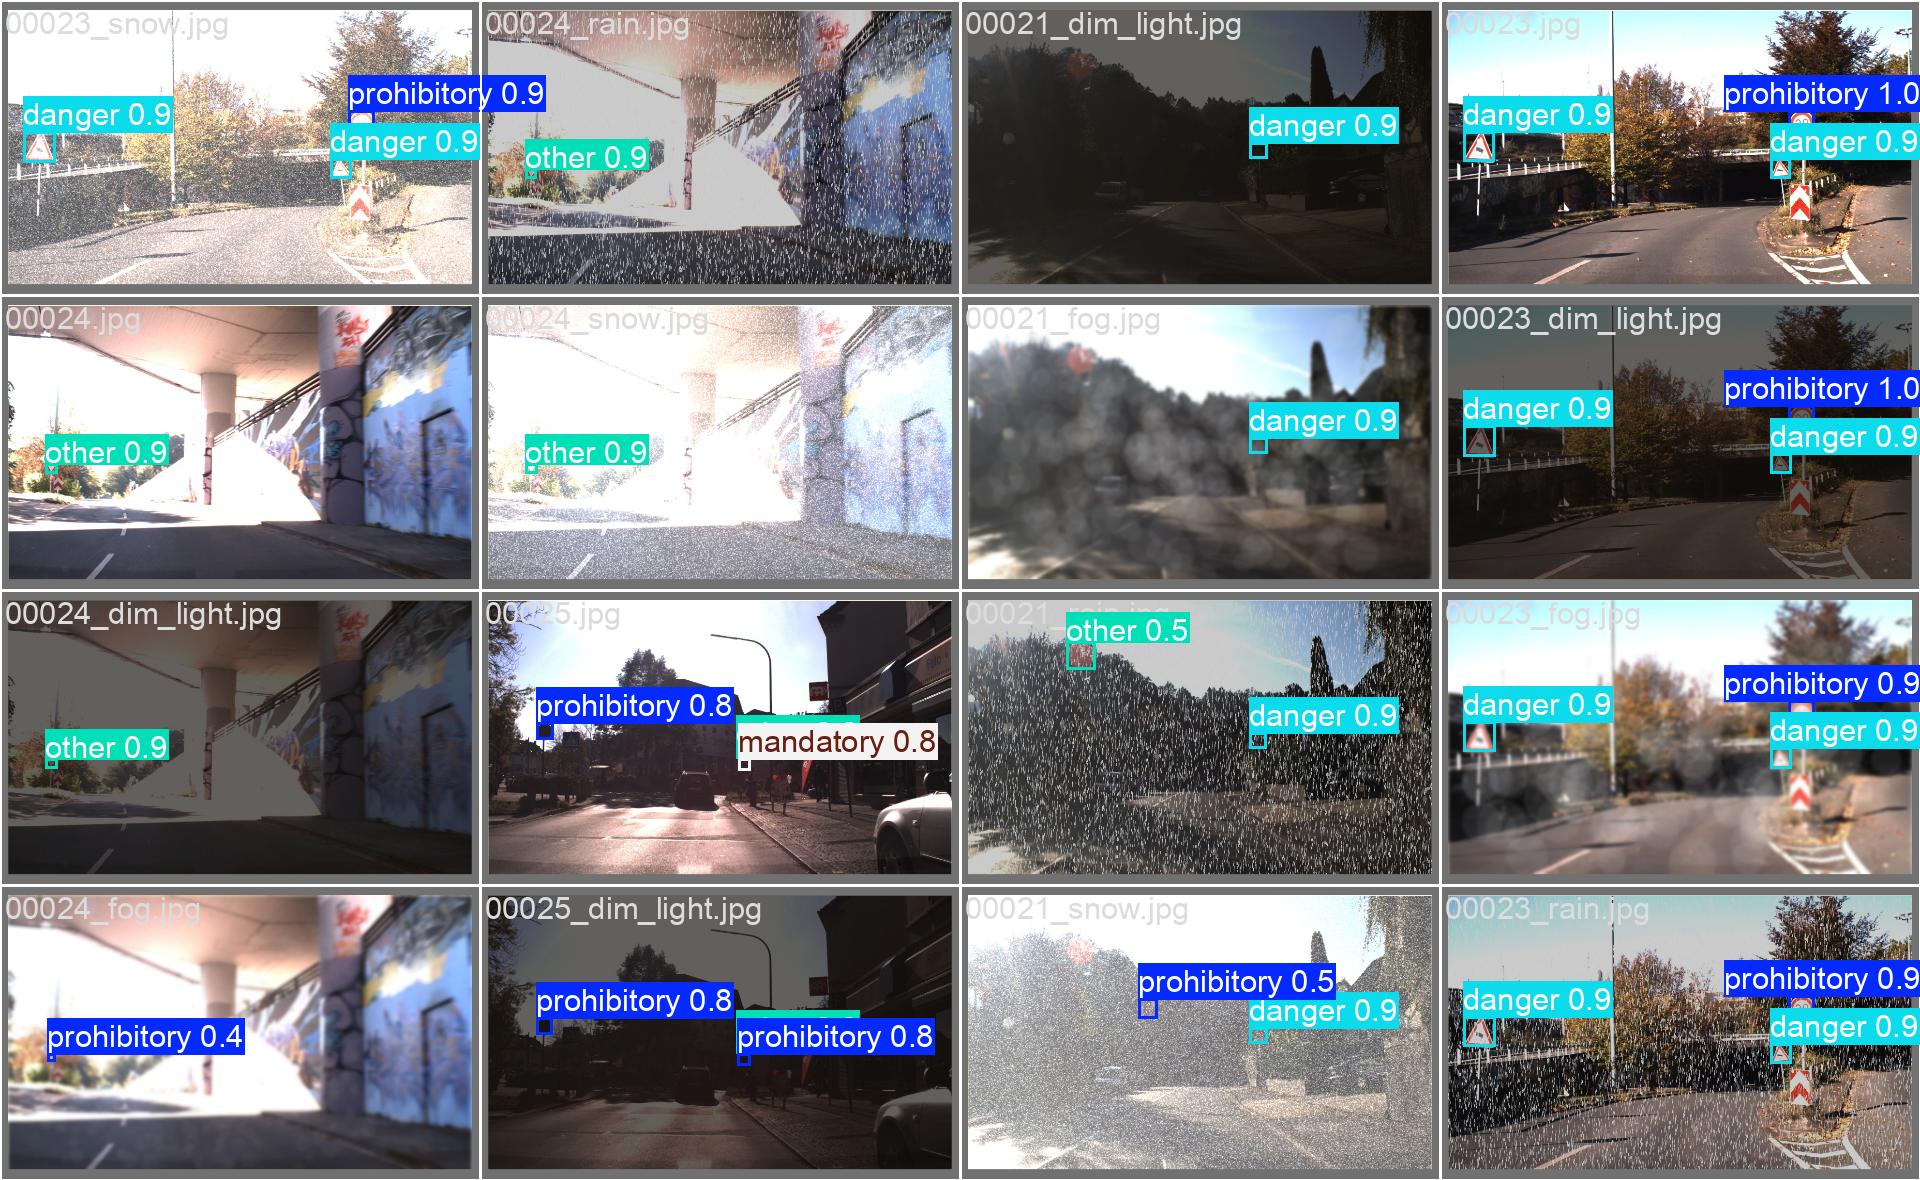 00023_snow.jpg
danger 0.9
prohibitory 0.9
danger 0.9
00024_rain.jpg
other 0.9
00021_dim_light.jpg
danger 0.9
00023.jpg
danger 0.9
prohibitory 1.0
danger 0.9
00024.jpg
other 0.9
00024_snow.jpg
other 0.9
00021_fog.jpg
danger 0.9
00023_dim_light.jpg
danger 0.9
prohibitory 1.0
danger 0.9
00024_dim_light.jpg
other 0.9
00025.jpg
prohibitory 0.8
mandatory 0.8
00021_rain.jpg
other 0.5
danger 0.9
00023_fog.jpg
danger 0.9
prohibitory 0.9
danger 0.9
00024_fog.jpg
prohibitory 0.4
00025_dim_light.jpg
prohibitory 0.8
prohibitory 0.8
00021_snow.jpg
prohibitory 0.5
danger 0.9
00023_rain.jpg
danger 0.9
prohibitory 0.9
danger 0.9